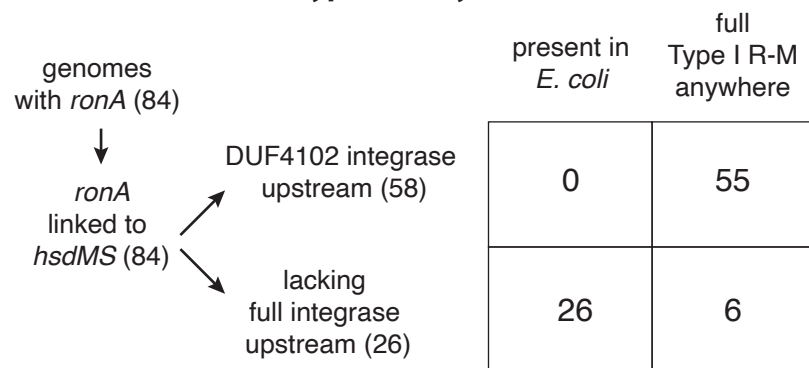 present in
E. coli
full
Type I R-M
anywhere
genomes
with ronA (84)
ronA
linked to
hsdMS (84)
DUF4102 integrase
upstream (58)
0
55
lacking
full integrase
upstream (26)
26
6